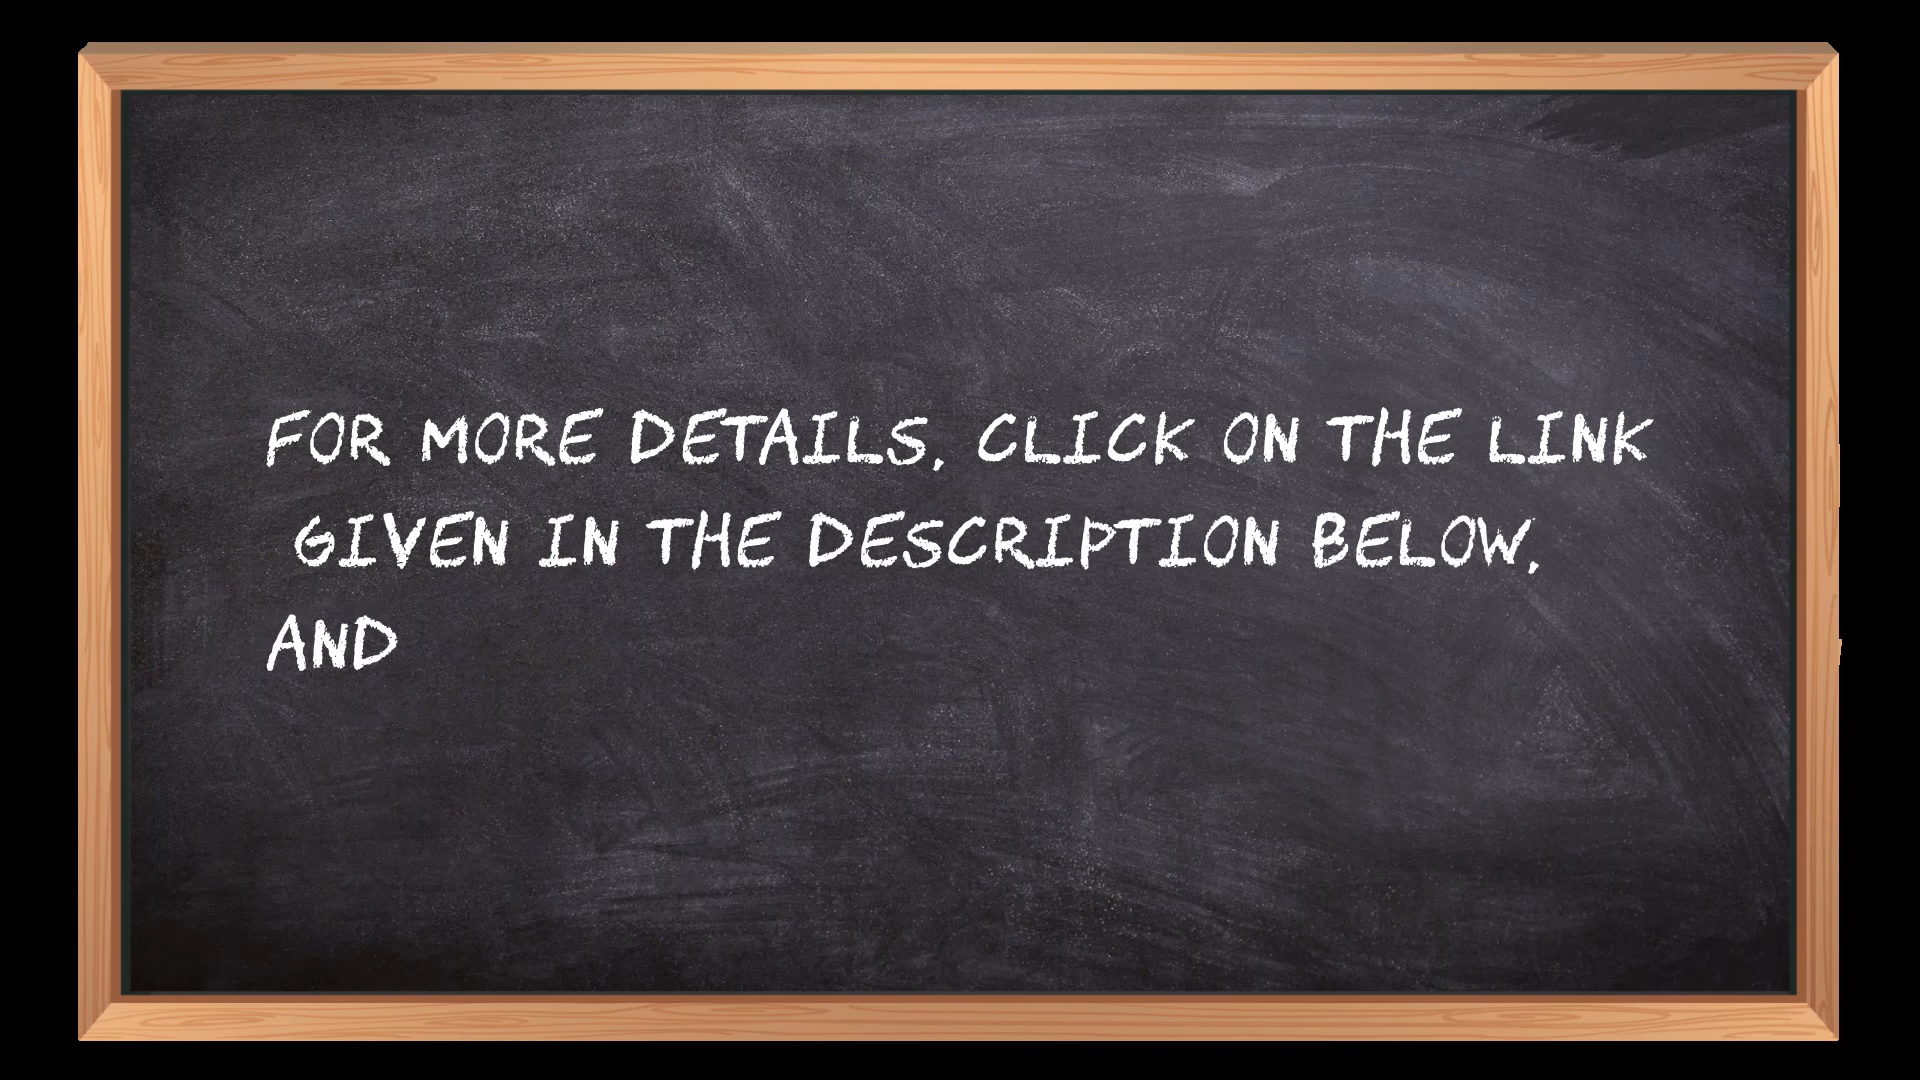 FOR MORE DETAILS, CLICK ON THE LINK
GIVEN IN THE DESCRIPTION BELOW,
AND